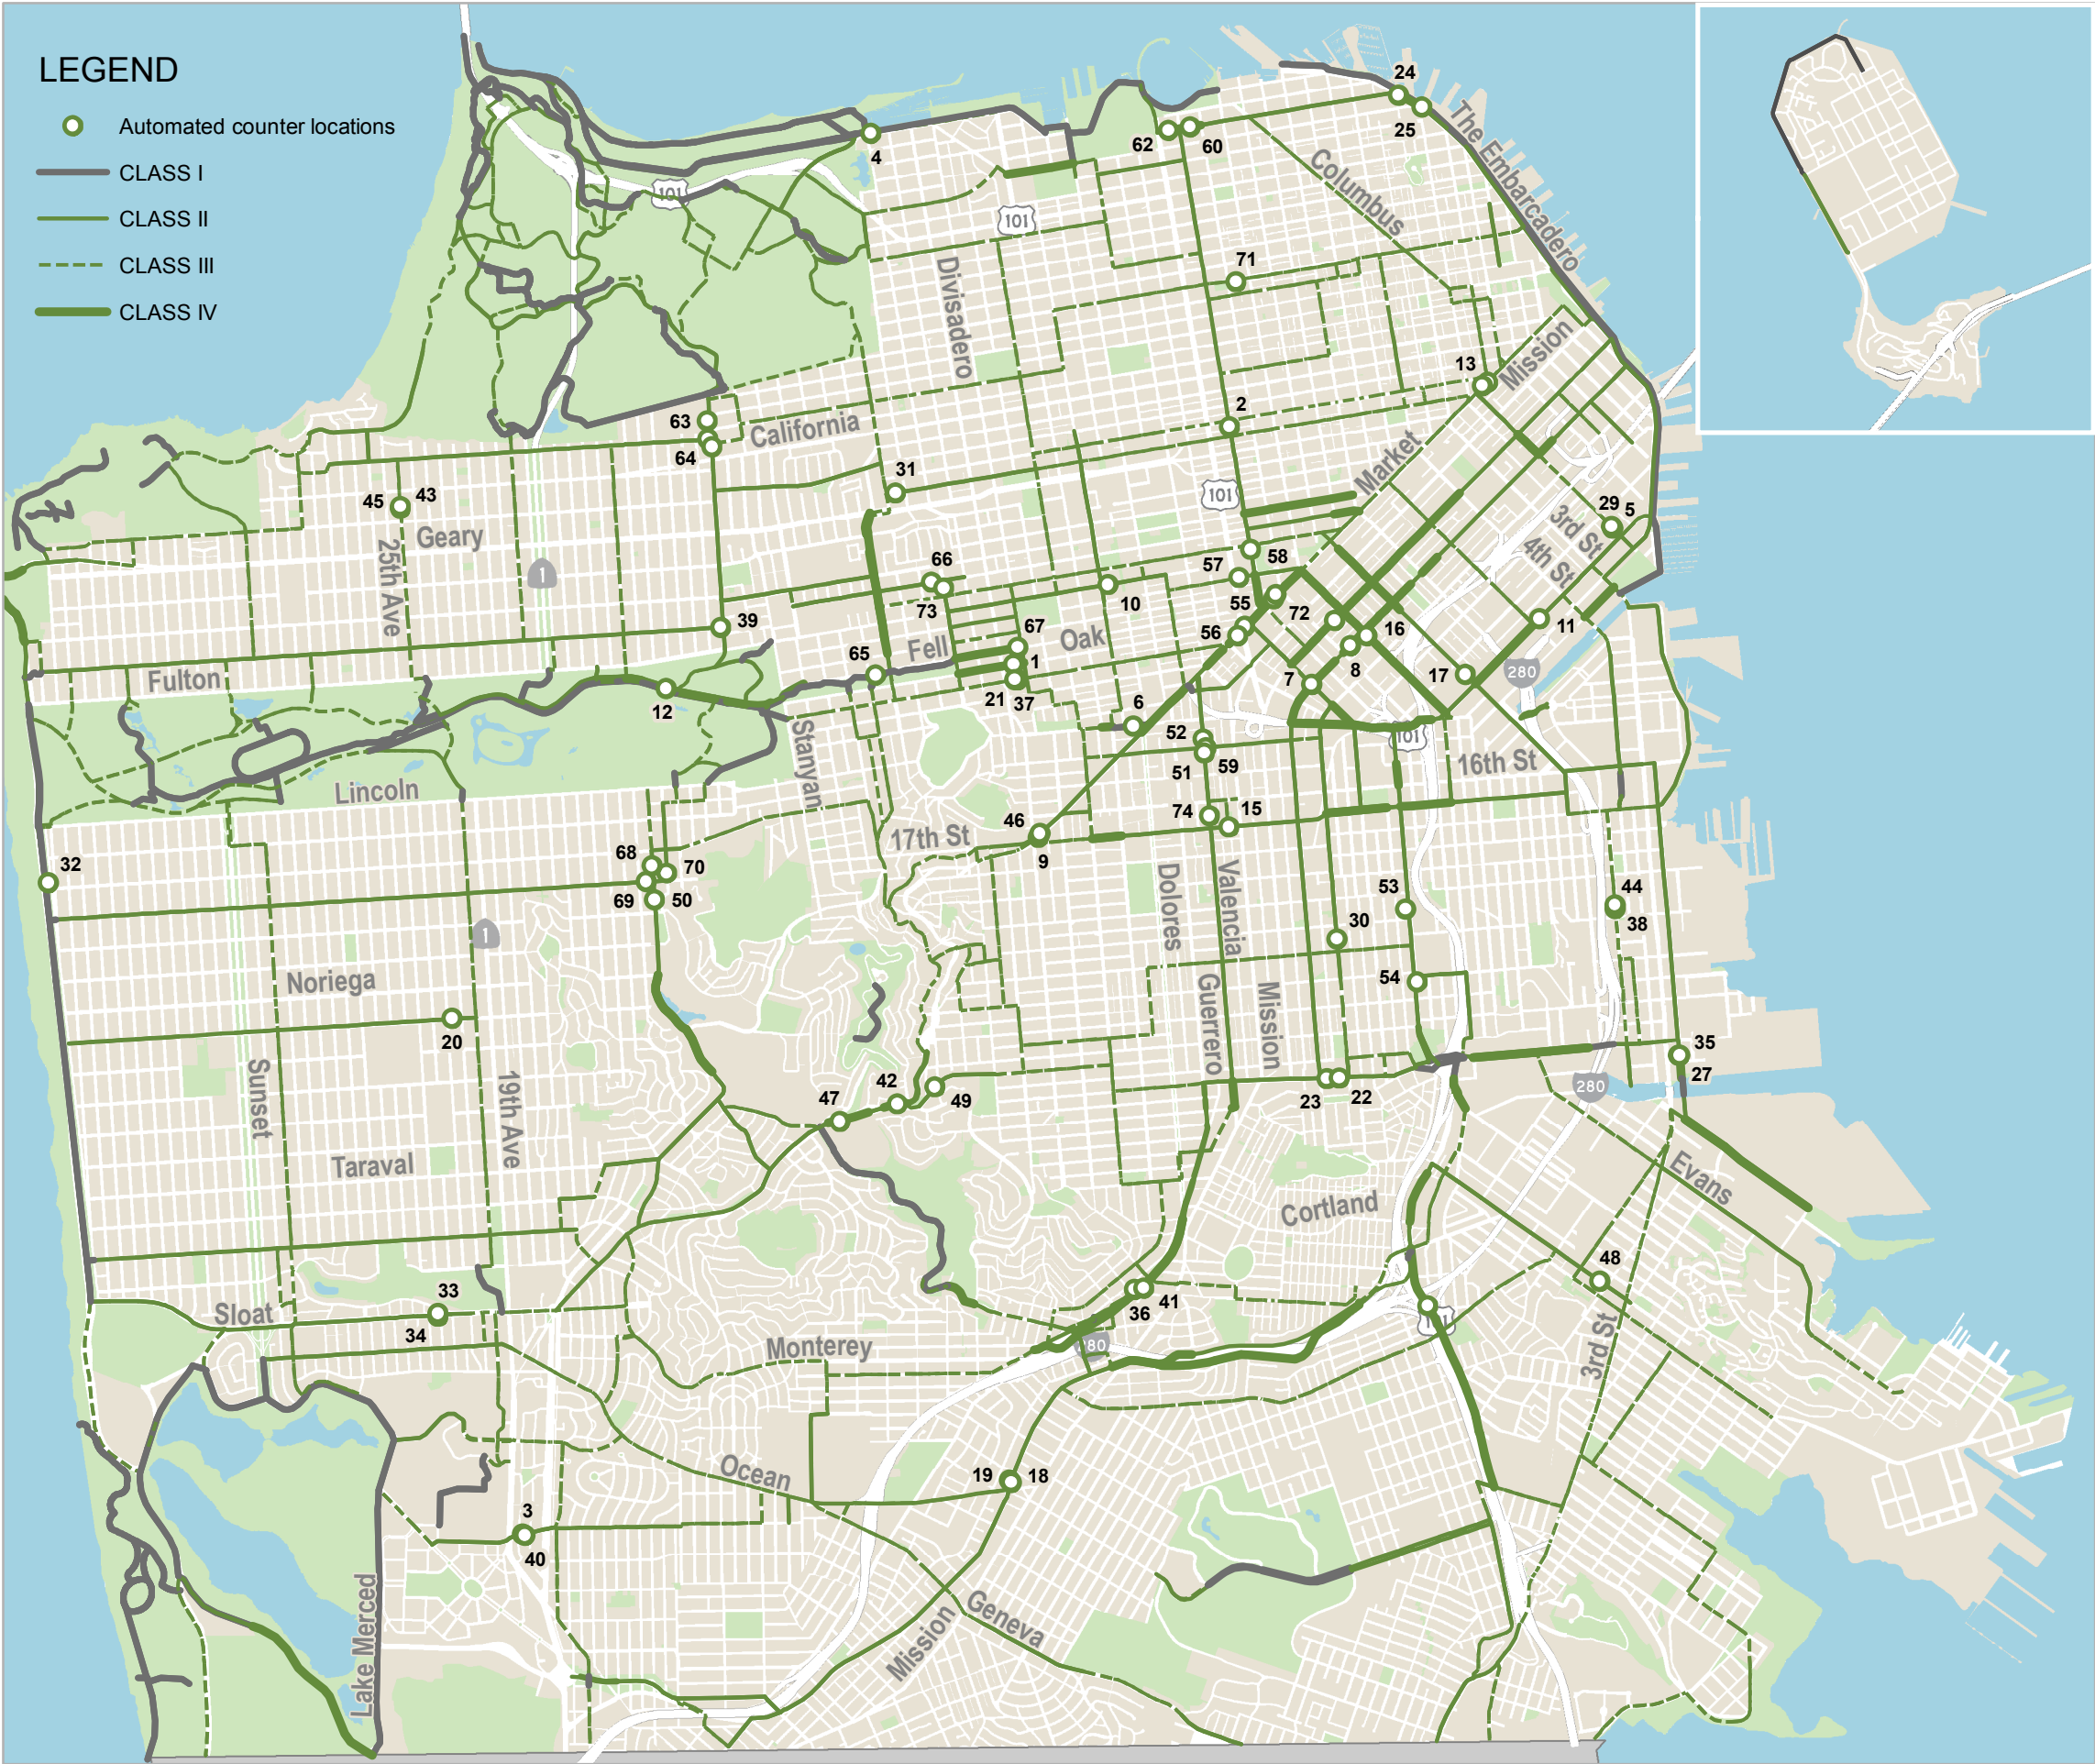 LEGEND
Automated counter locations
CLASS I
CLASS II
CLASS III
CLASS IV
24
25
The Embarcadero
4
62
60
Columbus
101
101
71
Divisadero
Mission
13
2
63
64
California
Market
31
45
43
Geary
25th Ave
1
101
29
5
3rd St
4th St
66
73
10
57
58
55
72
56
16
8
7
11
17
280
39
67
1
21
37
Fell
Oak
65
Fulton
12
Stanyan
6
52
51
59
101
16th St
Lincoln
74
15
46
9
17th St
32
68
70
69
50
Dolores
Valencia
53
44
38
30
1
Noriega
54
Guerrero
Mission
20
35
27
280
Sunset
19th Ave
42
47
49
23
22
Taraval
Evans
Cortland
48
33
34
Sloat
36
41
Monterey
280
101
3rd St
Ocean
19
18
3
40
Lake Merced
Mission
Geneva